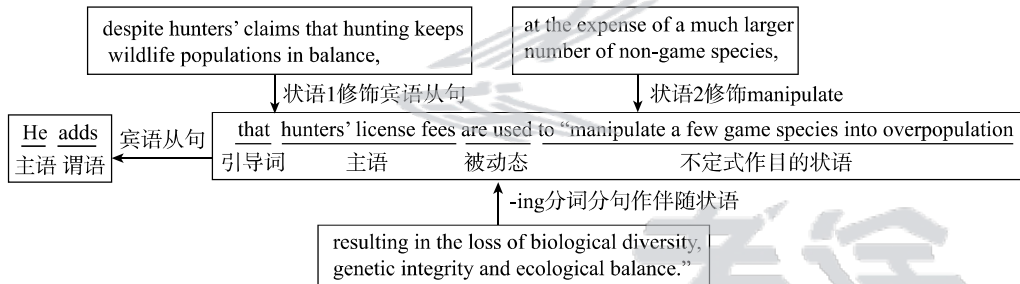 despite hunters’ claims that hunting keeps
wildlife populations in balance,
at the expense of a much larger
number of non-game species,
状语1修饰宾语从句
状语2修饰manipulate
He adds
主语 谓语
宾语从句
that hunters’ license fees are used to “manipulate a few game species into overpopulation
引导词 主语 被动态 不定式作目的状语
-ing分词分句作伴随状语
resulting in the loss of biological diversity,
genetic integrity and ecological balance.”